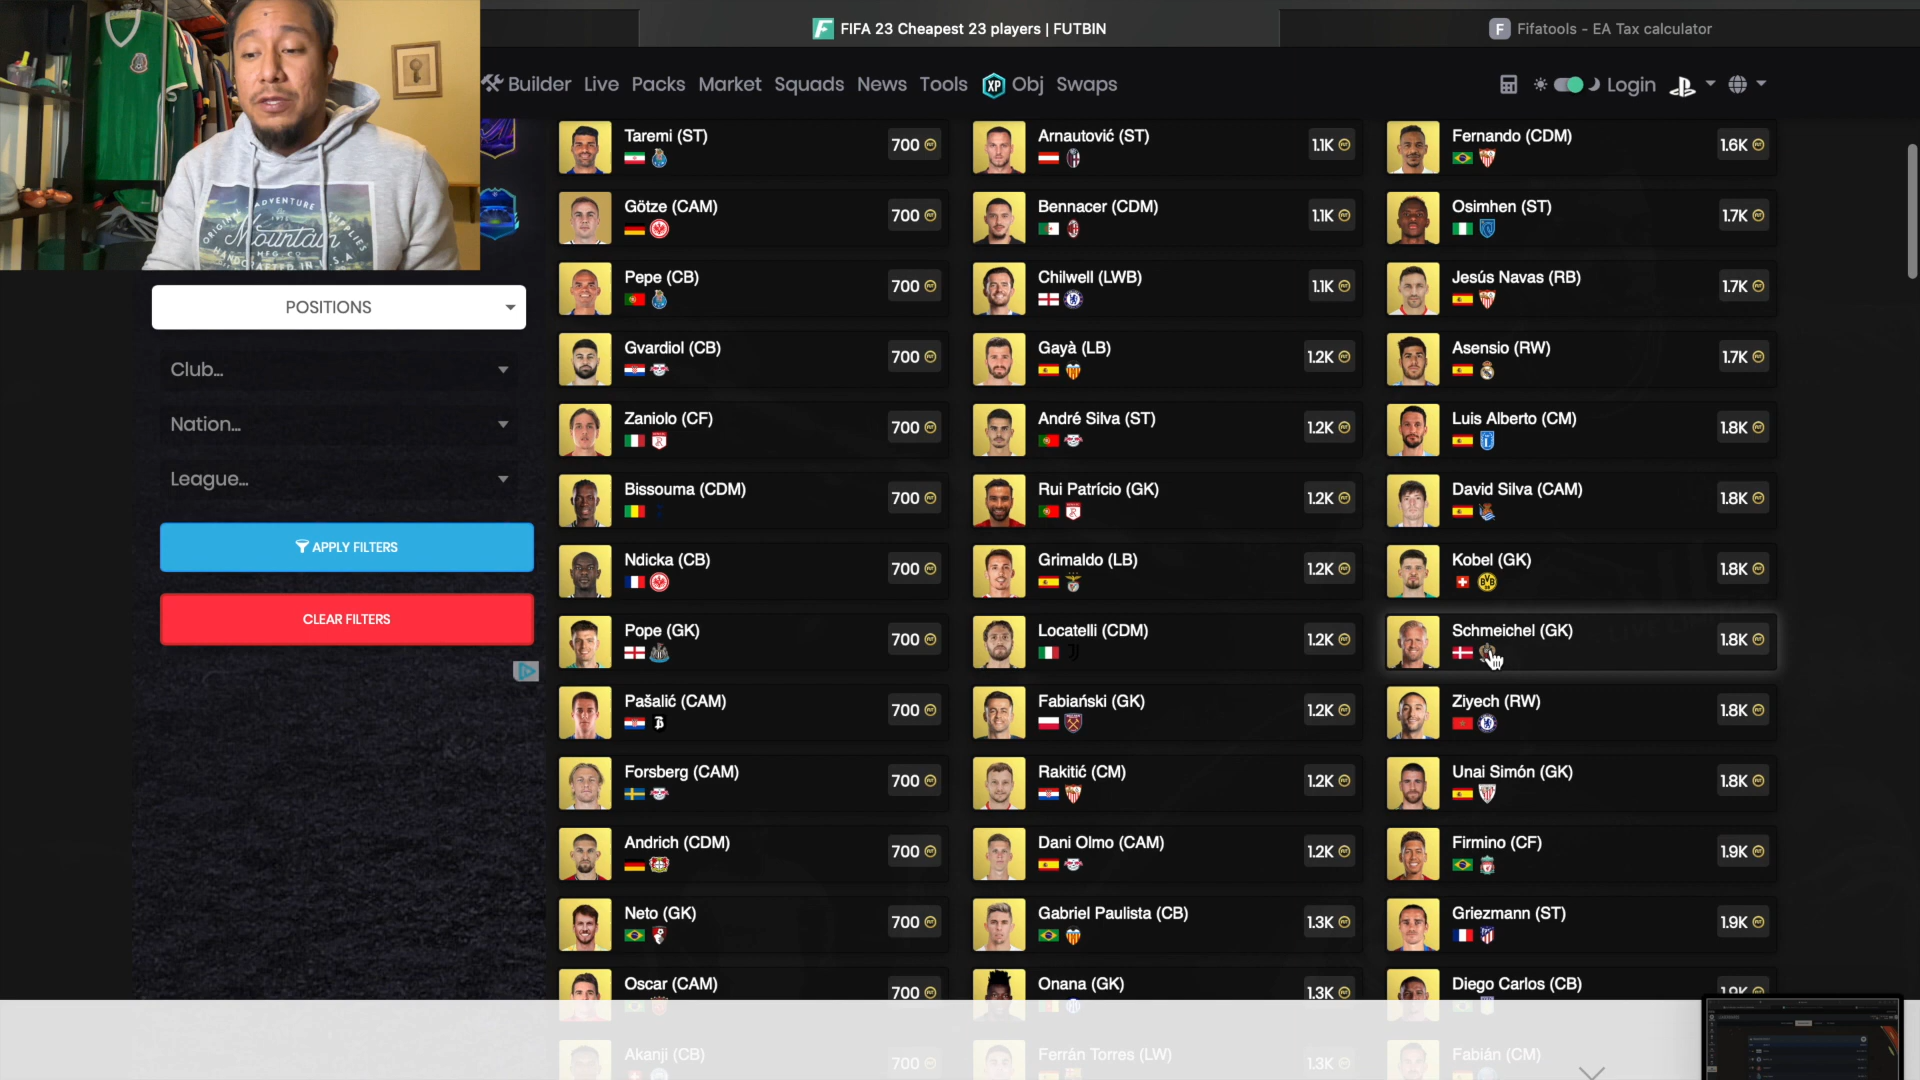 FIFA 23 Cheapest 23 players | FUTBIN
F Fifatools - EA Tax calculator
Builder Live Packs Market Squads News Tools XP Obj Swaps
Login
ADVENTURE
Mountain
MFG. CO.
HANDCRAFTED IN U.S.A
POSITIONS
Club...
Nation...
League...
APPLY FILTERS
CLEAR FILTERS
Taremi (ST) 700
Götze (CAM) 700
Pepe (CB) 700
Gvardiol (CB) 700
Zaniolo (CF) 700
Bissouma (CDM) 700
Ndicka (CB) 700
Pope (GK) 700
Pašalić (CAM) 700
Forsberg (CAM) 700
Andrich (CDM) 700
Neto (GK) 700
Oscar (CAM) 700
Akanji (CB) 700
Arnautović (ST) 1.1K
Bennacer (CDM) 1.1K
Chilwell (LWB) 1.1K
Gayà (LB) 1.2K
André Silva (ST) 1.2K
Rui Patrício (GK) 1.2K
Grimaldo (LB) 1.2K
Locatelli (CDM) 1.2K
Fabiański (GK) 1.2K
Rakitić (CM) 1.2K
Dani Olmo (CAM) 1.2K
Gabriel Paulista (CB) 1.3K
Onana (GK) 1.3K
Ferrán Torres (LW) 1.3K
Fernando (CDM) 1.6K
Osimhen (ST) 1.7K
Jesús Navas (RB) 1.7K
Asensio (RW) 1.7K
Luis Alberto (CM) 1.8K
David Silva (CAM) 1.8K
Kobel (GK) 1.8K
Schmeichel (GK) 1.8K
Ziyech (RW) 1.8K
Unai Simón (GK) 1.8K
Firmino (CF) 1.9K
Griezmann (ST) 1.9K
Diego Carlos (CB) 1.9K
Fabián (CM)